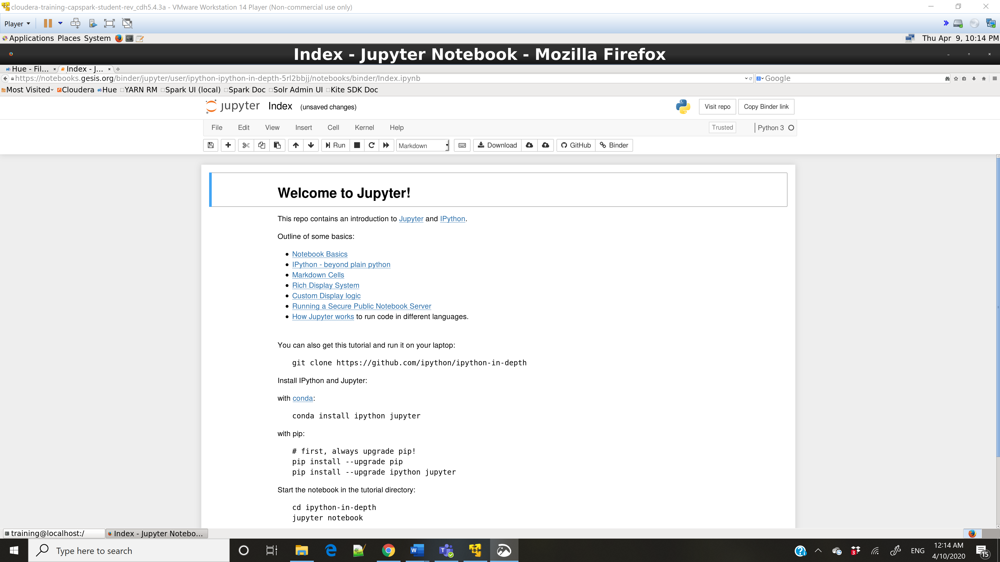 cloudera-training-capspark-student-rev_cdh5.4.3a - VMware Workstation 14 Player (Non-commercial use only)
Player
Applications Places System Thu Apr 9, 10:14 PM
Index - Jupyter Notebook - Mozilla Firefox
Hue - Fil... Index - J...
https://notebooks.gesis.org/binder/jupyter/user/ipython-ipython-in-depth-5rl2bbjj/notebooks/binder/Index.ipynb Google
Most Visited Cloudera Hue YARN RM Spark UI (local) Spark Doc Solr Admin UI Kite SDK Doc
jupyter Index (unsaved changes) Visit repo Copy Binder link
File Edit View Insert Cell Kernel Help Trusted Python 3
Run Markdown Download GitHub Binder
Welcome to Jupyter!
This repo contains an introduction to Jupyter and IPython.
Outline of some basics:
Notebook Basics
IPython - beyond plain python
Markdown Cells
Rich Display System
Custom Display logic
Running a Secure Public Notebook Server
How Jupyter works to run code in different languages.
You can also get this tutorial and run it on your laptop:
git clone https://github.com/ipython/ipython-in-depth
Install IPython and Jupyter:
with conda:
conda install ipython jupyter
with pip:
# first, always upgrade pip!
pip install --upgrade pip
pip install --upgrade ipython jupyter
Start the notebook in the tutorial directory:
cd ipython-in-depth
jupyter notebook
training@localhost:/ Index - Jupyter Notebo...
Type here to search ENG 12:14 AM
4/10/2020 15